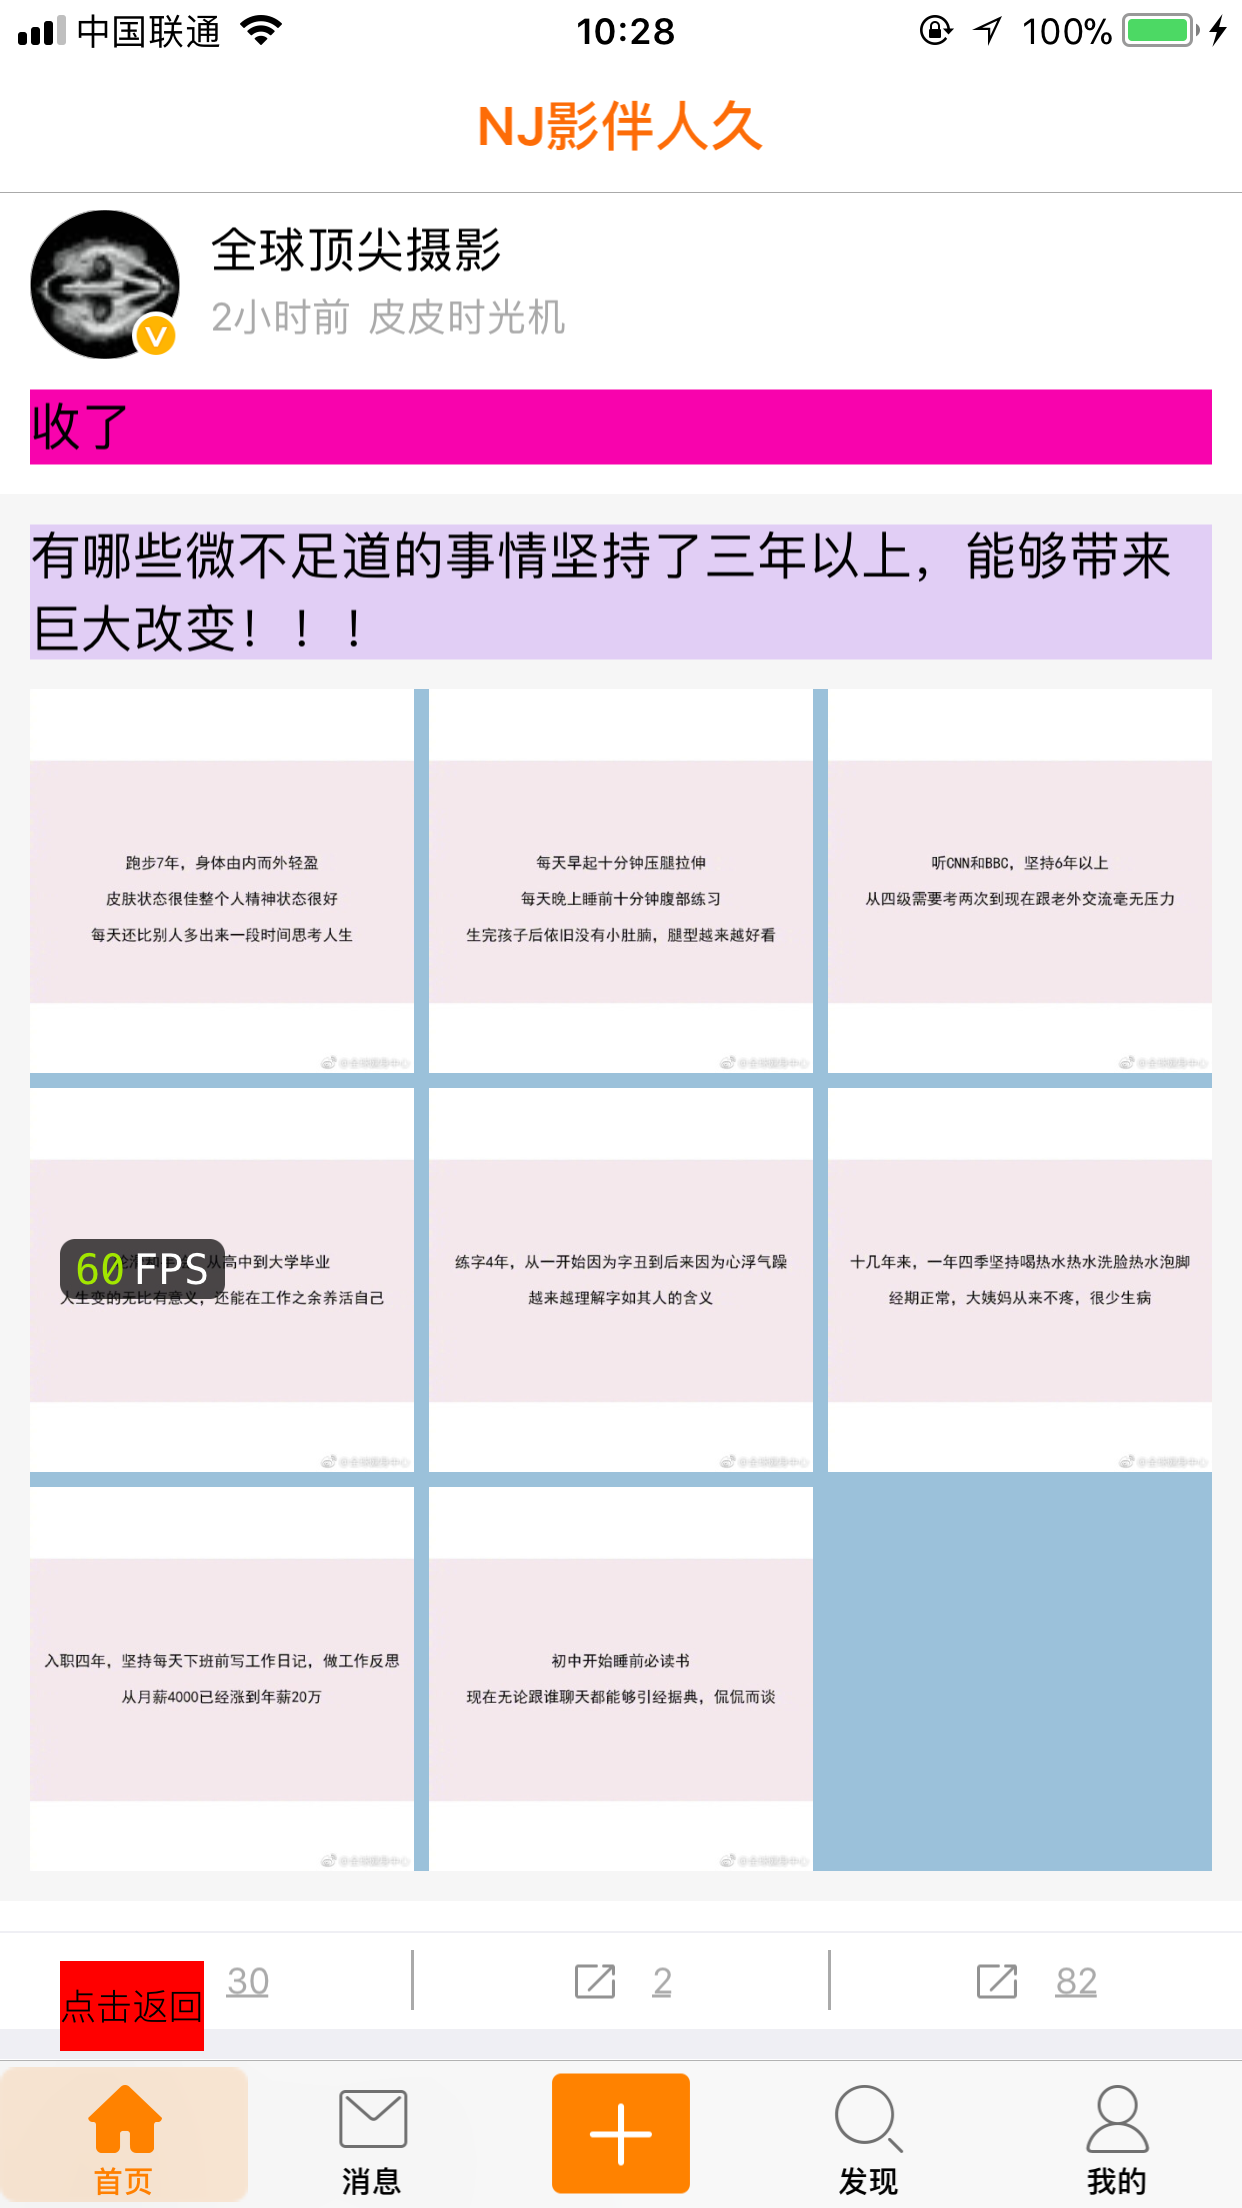 中国联通
10:28
100%
NJ影伴人久
全球顶尖摄影
2小时前 皮皮时光机
收了
有哪些微不足道的事情坚持了三年以上，能够带来
巨大改变！！！
跑步7年，身体由内而外轻盈
皮肤状态很佳整个人精神状态很好
每天还比别人多出来一段时间思考人生
每天早起十分钟压腿拉伸
每天晚上睡前十分钟腹部练习
生完孩子后依旧没有小肚腩，腿型越来越好看
听CNN和BBC，坚持6年以上
从四级需要考两次到现在跟老外交流毫无压力
从高中到大学毕业
人生变的无比有意义，还能在工作之余养活自己
60 FPS
练字4年，从一开始因为字丑到后来因为心浮气躁
越来越理解字如其人的含义
十几年来，一年四季坚持喝热水热水洗脸热水泡脚
经期正常，大姨妈从来不疼，很少生病
入职四年，坚持每天下班前写工作日记，做工作反思
从月薪4000已经涨到年薪20万
初中开始睡前必读书
现在无论跟谁聊天都能够引经据典，侃侃而谈
点击返回
30
2
82
首页
消息
发现
我的